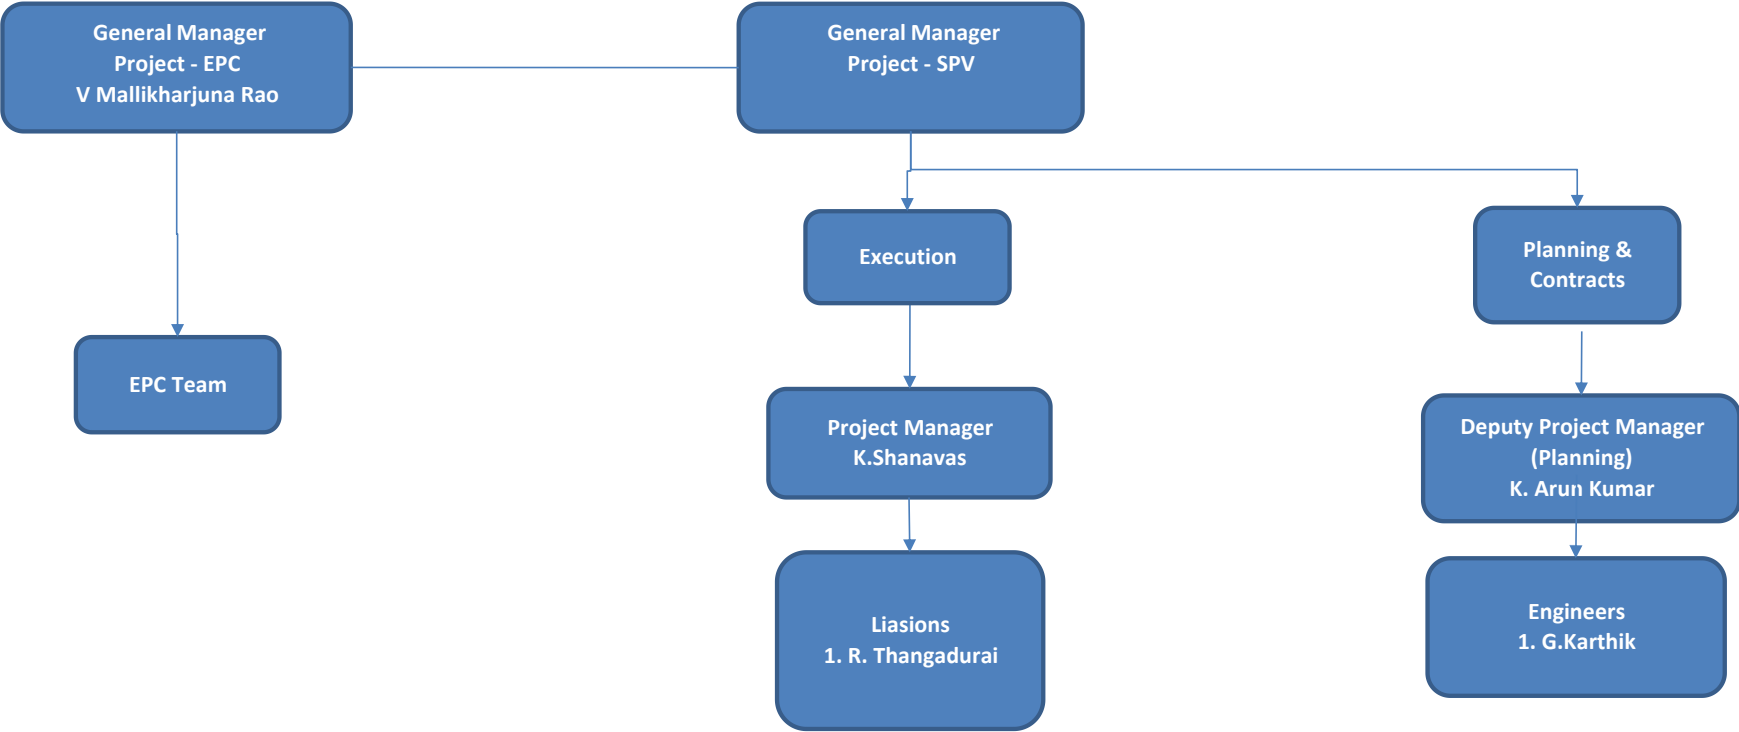 General Manager
Project - EPC
V Mallikharjuna Rao
General Manager
Project - SPV
Execution
Planning &
Contracts
EPC Team
Project Manager
K.Shanavas
Deputy Project Manager
(Planning)
K. Arun Kumar
Liasions
1. R. Thangadurai
Engineers
1. G.Karthik